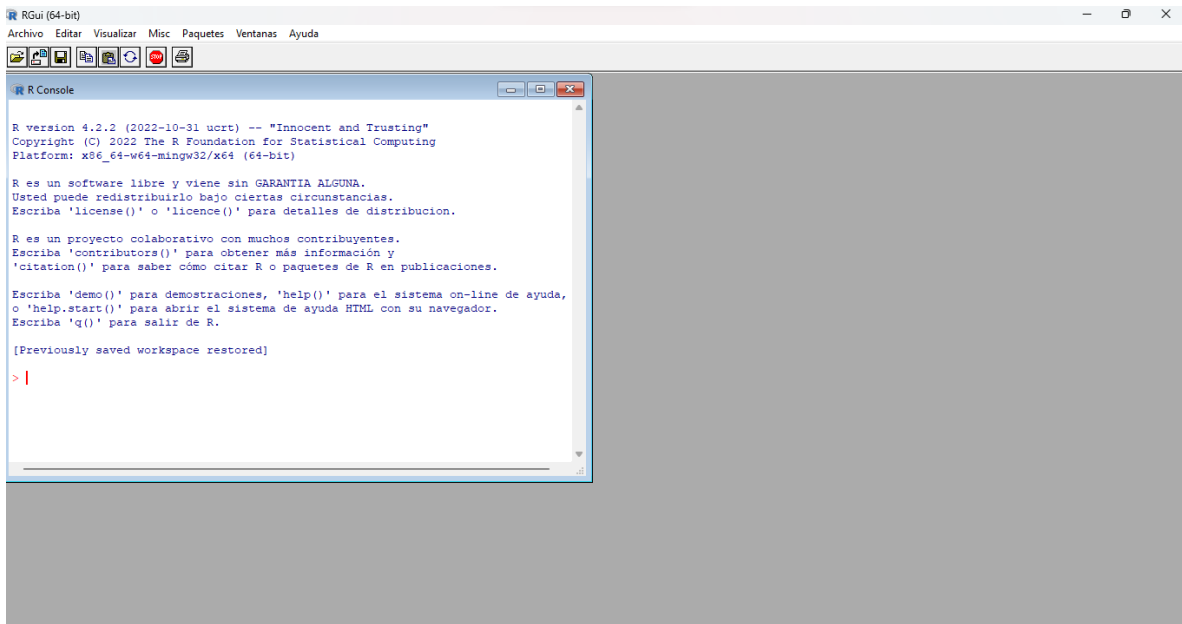 RGui (64-bit)
Archivo Editar Visualizar Misc Paquetes Ventanas Ayuda
STOP
R Console
R version 4.2.2 (2022-10-31 ucrt) -- "Innocent and Trusting"
Copyright (C) 2022 The R Foundation for Statistical Computing
Platform: x86_64-w64-mingw32/x64 (64-bit)
R es un software libre y viene sin GARANTIA ALGUNA.
Usted puede redistribuirlo bajo ciertas circunstancias.
Escriba 'license()' o 'licence()' para detalles de distribucion.
R es un proyecto colaborativo con muchos contribuyentes.
Escriba 'contributors()' para obtener más información y
'citation()' para saber cómo citar R o paquetes de R en publicaciones.
Escriba 'demo()' para demostraciones, 'help()' para el sistema on-line de ayuda,
o 'help.start()' para abrir el sistema de ayuda HTML con su navegador.
Escriba 'q()' para salir de R.
[Previously saved workspace restored]
>